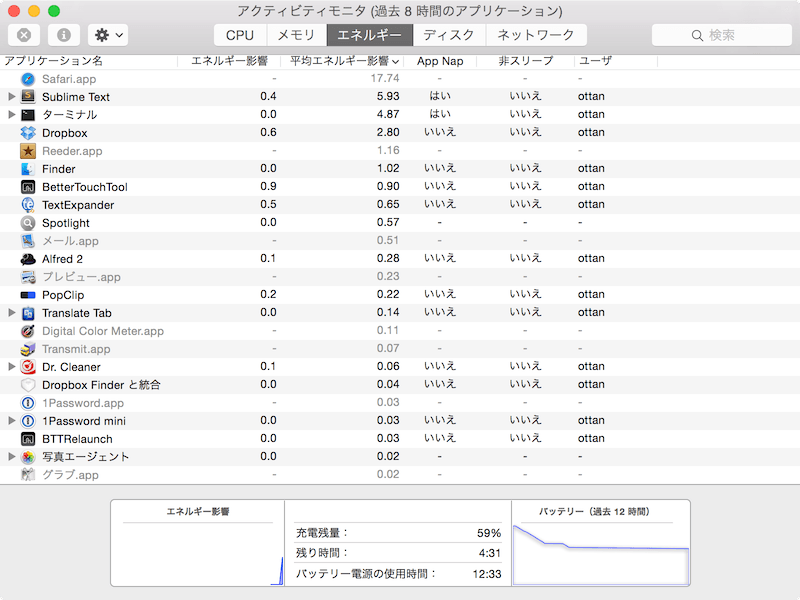 アクティビティモニタ (過去 8 時間のアプリケーション)
CPU メモリ エネルギー ディスク ネットワーク 検索
アプリケーション名 エネルギー影響 平均エネルギー影響 App Nap 非スリープ ユーザ
Safari.app - 17.74 - - -
Sublime Text 0.4 5.93 はい いいえ ottan
ターミナル 0.0 4.87 はい いいえ ottan
Dropbox 0.6 2.80 いいえ いいえ ottan
Reeder.app - 1.16 - - -
Finder 0.0 1.02 いいえ いいえ ottan
BetterTouchTool 0.9 0.90 いいえ いいえ ottan
TextExpander 0.5 0.65 いいえ いいえ ottan
Spotlight 0.0 0.57 - - -
メール.app - 0.51 - - -
Alfred 2 0.1 0.28 いいえ いいえ ottan
プレビュー.app - 0.23 - - -
PopClip 0.2 0.22 いいえ いいえ ottan
Translate Tab 0.0 0.14 いいえ いいえ ottan
Digital Color Meter.app - 0.11 - - -
Transmit.app - 0.07 - - -
Dr. Cleaner 0.1 0.06 いいえ いいえ ottan
Dropbox Finder と統合 0.0 0.04 いいえ いいえ ottan
1Password.app - 0.03 - - -
1Password mini 0.0 0.03 いいえ いいえ ottan
BTTRelaunch 0.0 0.03 いいえ いいえ ottan
写真エージェント 0.0 0.02 - - -
グラブ.app - 0.02 - - -
エネルギー影響 バッテリー（過去 12 時間）
充電残量： 59%
残り時間： 4:31
バッテリー電源の使用時間： 12:33